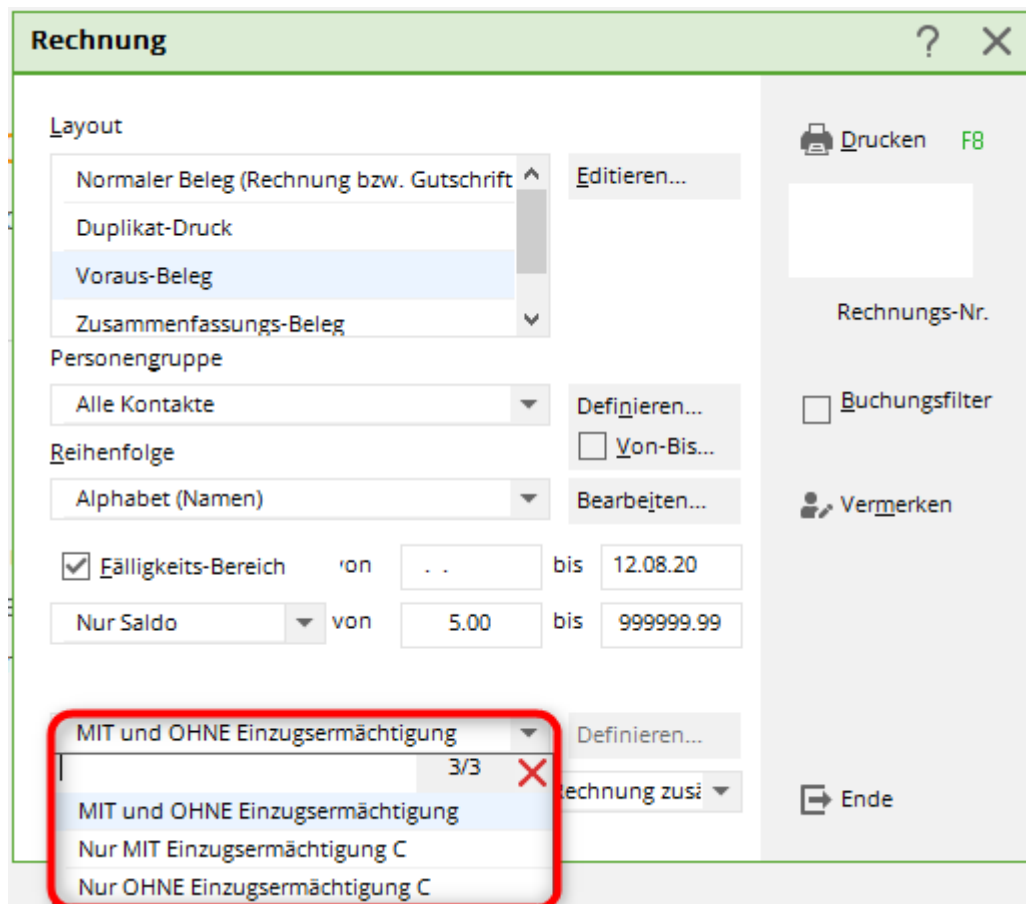 Rechnung
Layout
Normaler Beleg (Rechnung bzw. Gutschrift
Editieren...
Duplikat-Druck
Voraus-Beleg
Zusammenfassungs-Beleg
Personengruppe
Alle Kontakte
Definieren...
Von-Bis...
Reihenfolge
Alphabet (Namen)
Bearbeiten...
Fälligkeits-Bereich von . . bis 12.08.20
Nur Saldo von 5.00 bis 999999.99
MIT und OHNE Einzugsermächtigung
Definieren...
3/3
MIT und OHNE Einzugsermächtigung
Nur MIT Einzugsermächtigung C
Nur OHNE Einzugsermächtigung C
Rechnung zusä
Drucken F8
Rechnungs-Nr.
Buchungsfilter
Vermerken
Ende